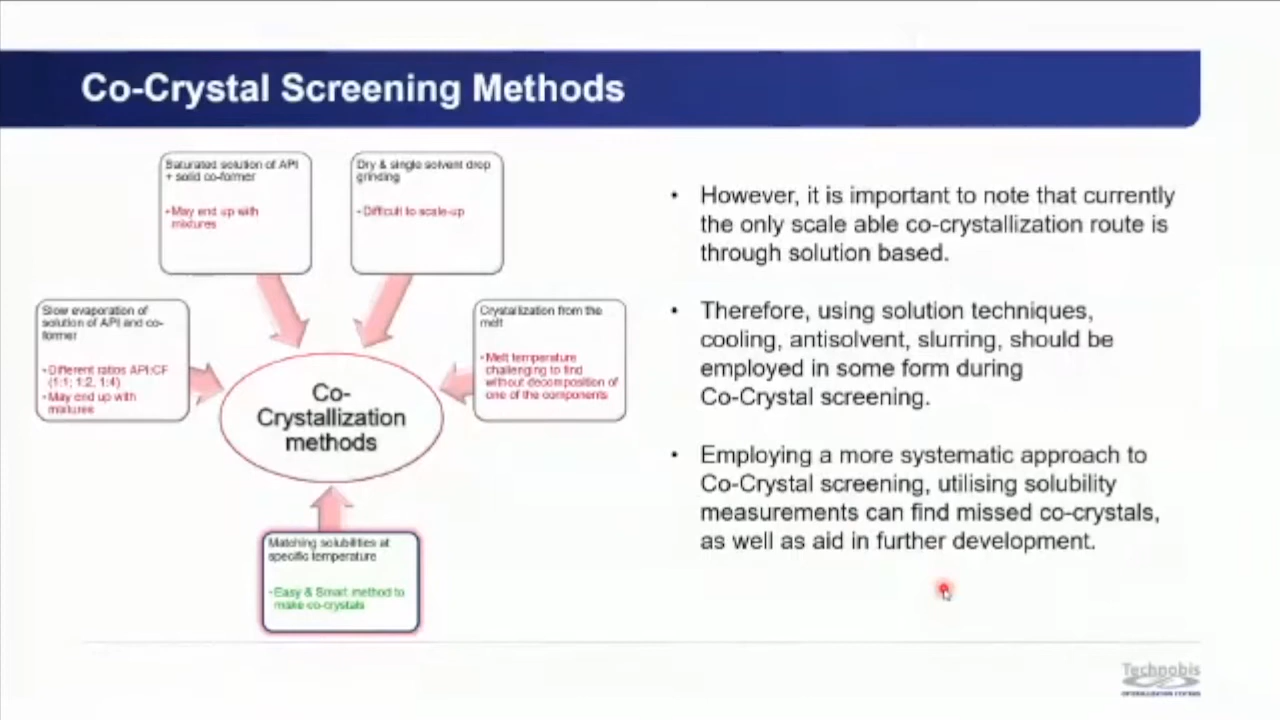 Co-Crystal Screening Methods
Saturated solution of API
+ solid co-former
•May end up with
mixtures
Dry & single solvent drop
grinding
•Difficult to scale-up
Slow evaporation of
solution of API and co-
former
•Different ratios API:CF
(1:1; 1:2, 1:4)
•May end up with
mixtures
Crystallization from the
melt
•Melt temperature
challenging to find
without decomposition of
one of the components
Co-
Crystallization
methods
Matching solubilities at
specific temperature
•Easy & Smart method to
make co-crystals
• However, it is important to note that currently
the only scale able co-crystallization route is
through solution based.
• Therefore, using solution techniques,
cooling, antisolvent, slurring, should be
employed in some form during
Co-Crystal screening.
• Employing a more systematic approach to
Co-Crystal screening, utilising solubility
measurements can find missed co-crystals,
as well as aid in further development.
Technobis
CRYSTALLIZATION SYSTEMS